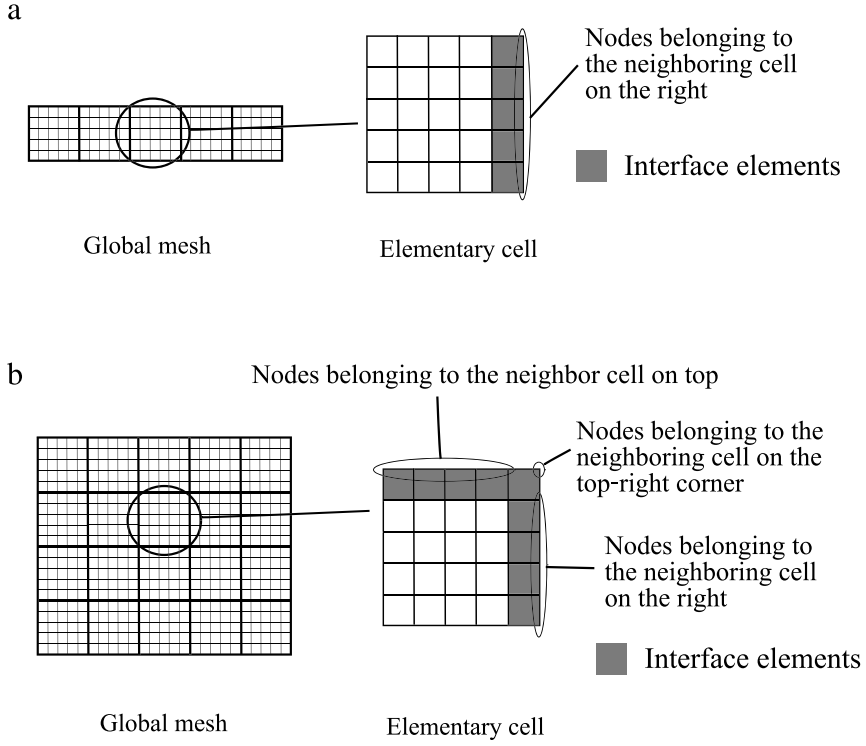 a
Nodes belonging to
the neighboring cell
on the right
Interface elements
Global mesh
Elementary cell
b
Nodes belonging to the neighbor cell on top
Nodes belonging to the
neighboring cell on the
top-right corner
Nodes belonging to
the neighboring cell
on the right
Interface elements
Global mesh
Elementary cell